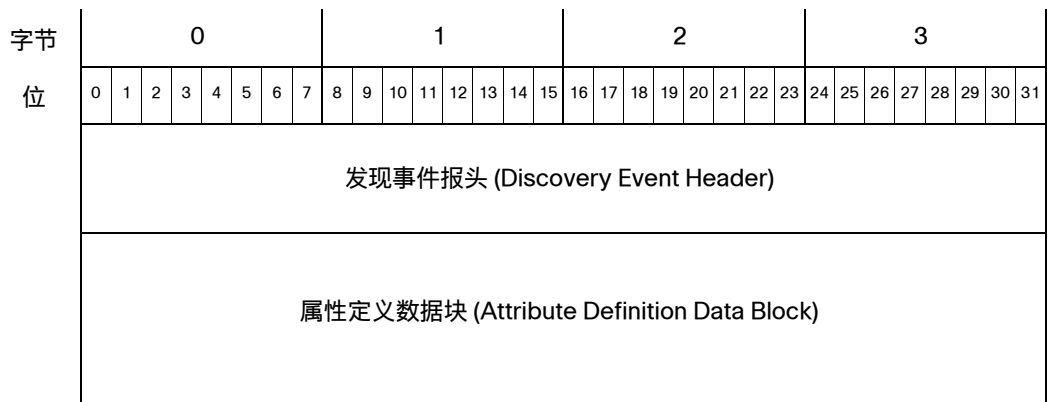 字节 0 1 2 3
位 0 1 2 3 4 5 6 7 8 9 10 11 12 13 14 15 16 17 18 19 20 21 22 23 24 25 26 27 28 29 30 31
发现事件报头 (Discovery Event Header)
属性定义数据块 (Attribute Definition Data Block)